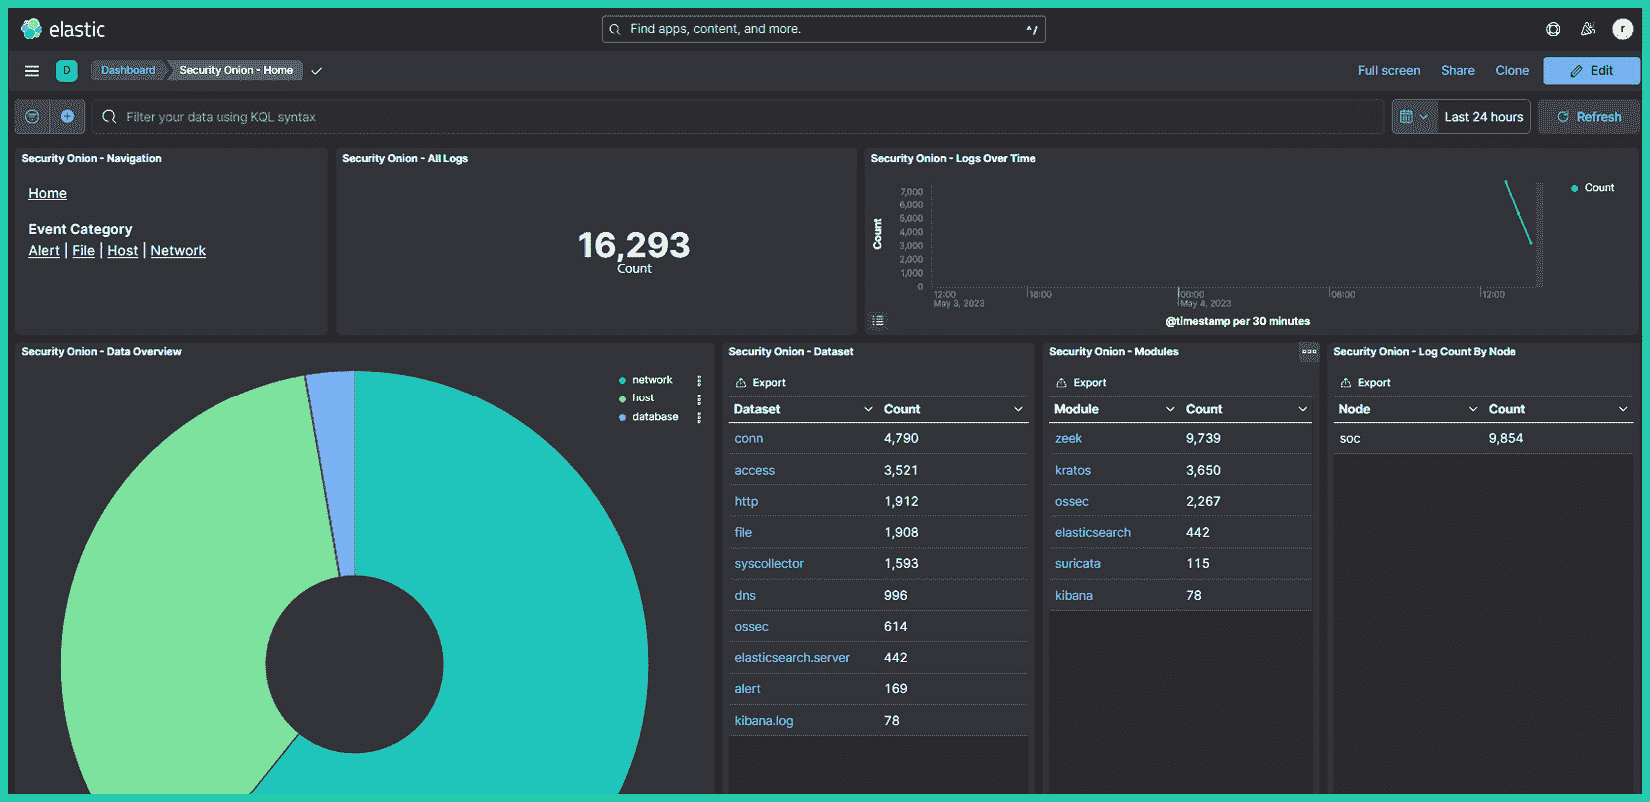 elastic
Find apps, content, and more.
^/
r
D
Dashboard
Security Onion - Home
Full screen
Share
Clone
Edit
Filter your data using KQL syntax
Last 24 hours
Refresh
Security Onion - Navigation
Home
Event Category
Alert | File | Host | Network
Security Onion - All Logs
16,293
Count
Security Onion - Logs Over Time
Count
7,000
6,000
5,000
4,000
3,000
2,000
1,000
0
12:00
May 3, 2023
18:00
00:00
May 4, 2023
06:00
12:00
@timestamp per 30 minutes
Count
Security Onion - Data Overview
network
host
database
Security Onion - Dataset
Export
Dataset Count
conn 4,790
access 3,521
http 1,912
file 1,908
syscollector 1,593
dns 996
ossec 614
elasticsearch.server 442
alert 169
kibana.log 78
Security Onion - Modules
Export
Module Count
zeek 9,739
kratos 3,650
ossec 2,267
elasticsearch 442
suricata 115
kibana 78
Security Onion - Log Count By Node
Export
Node Count
soc 9,854